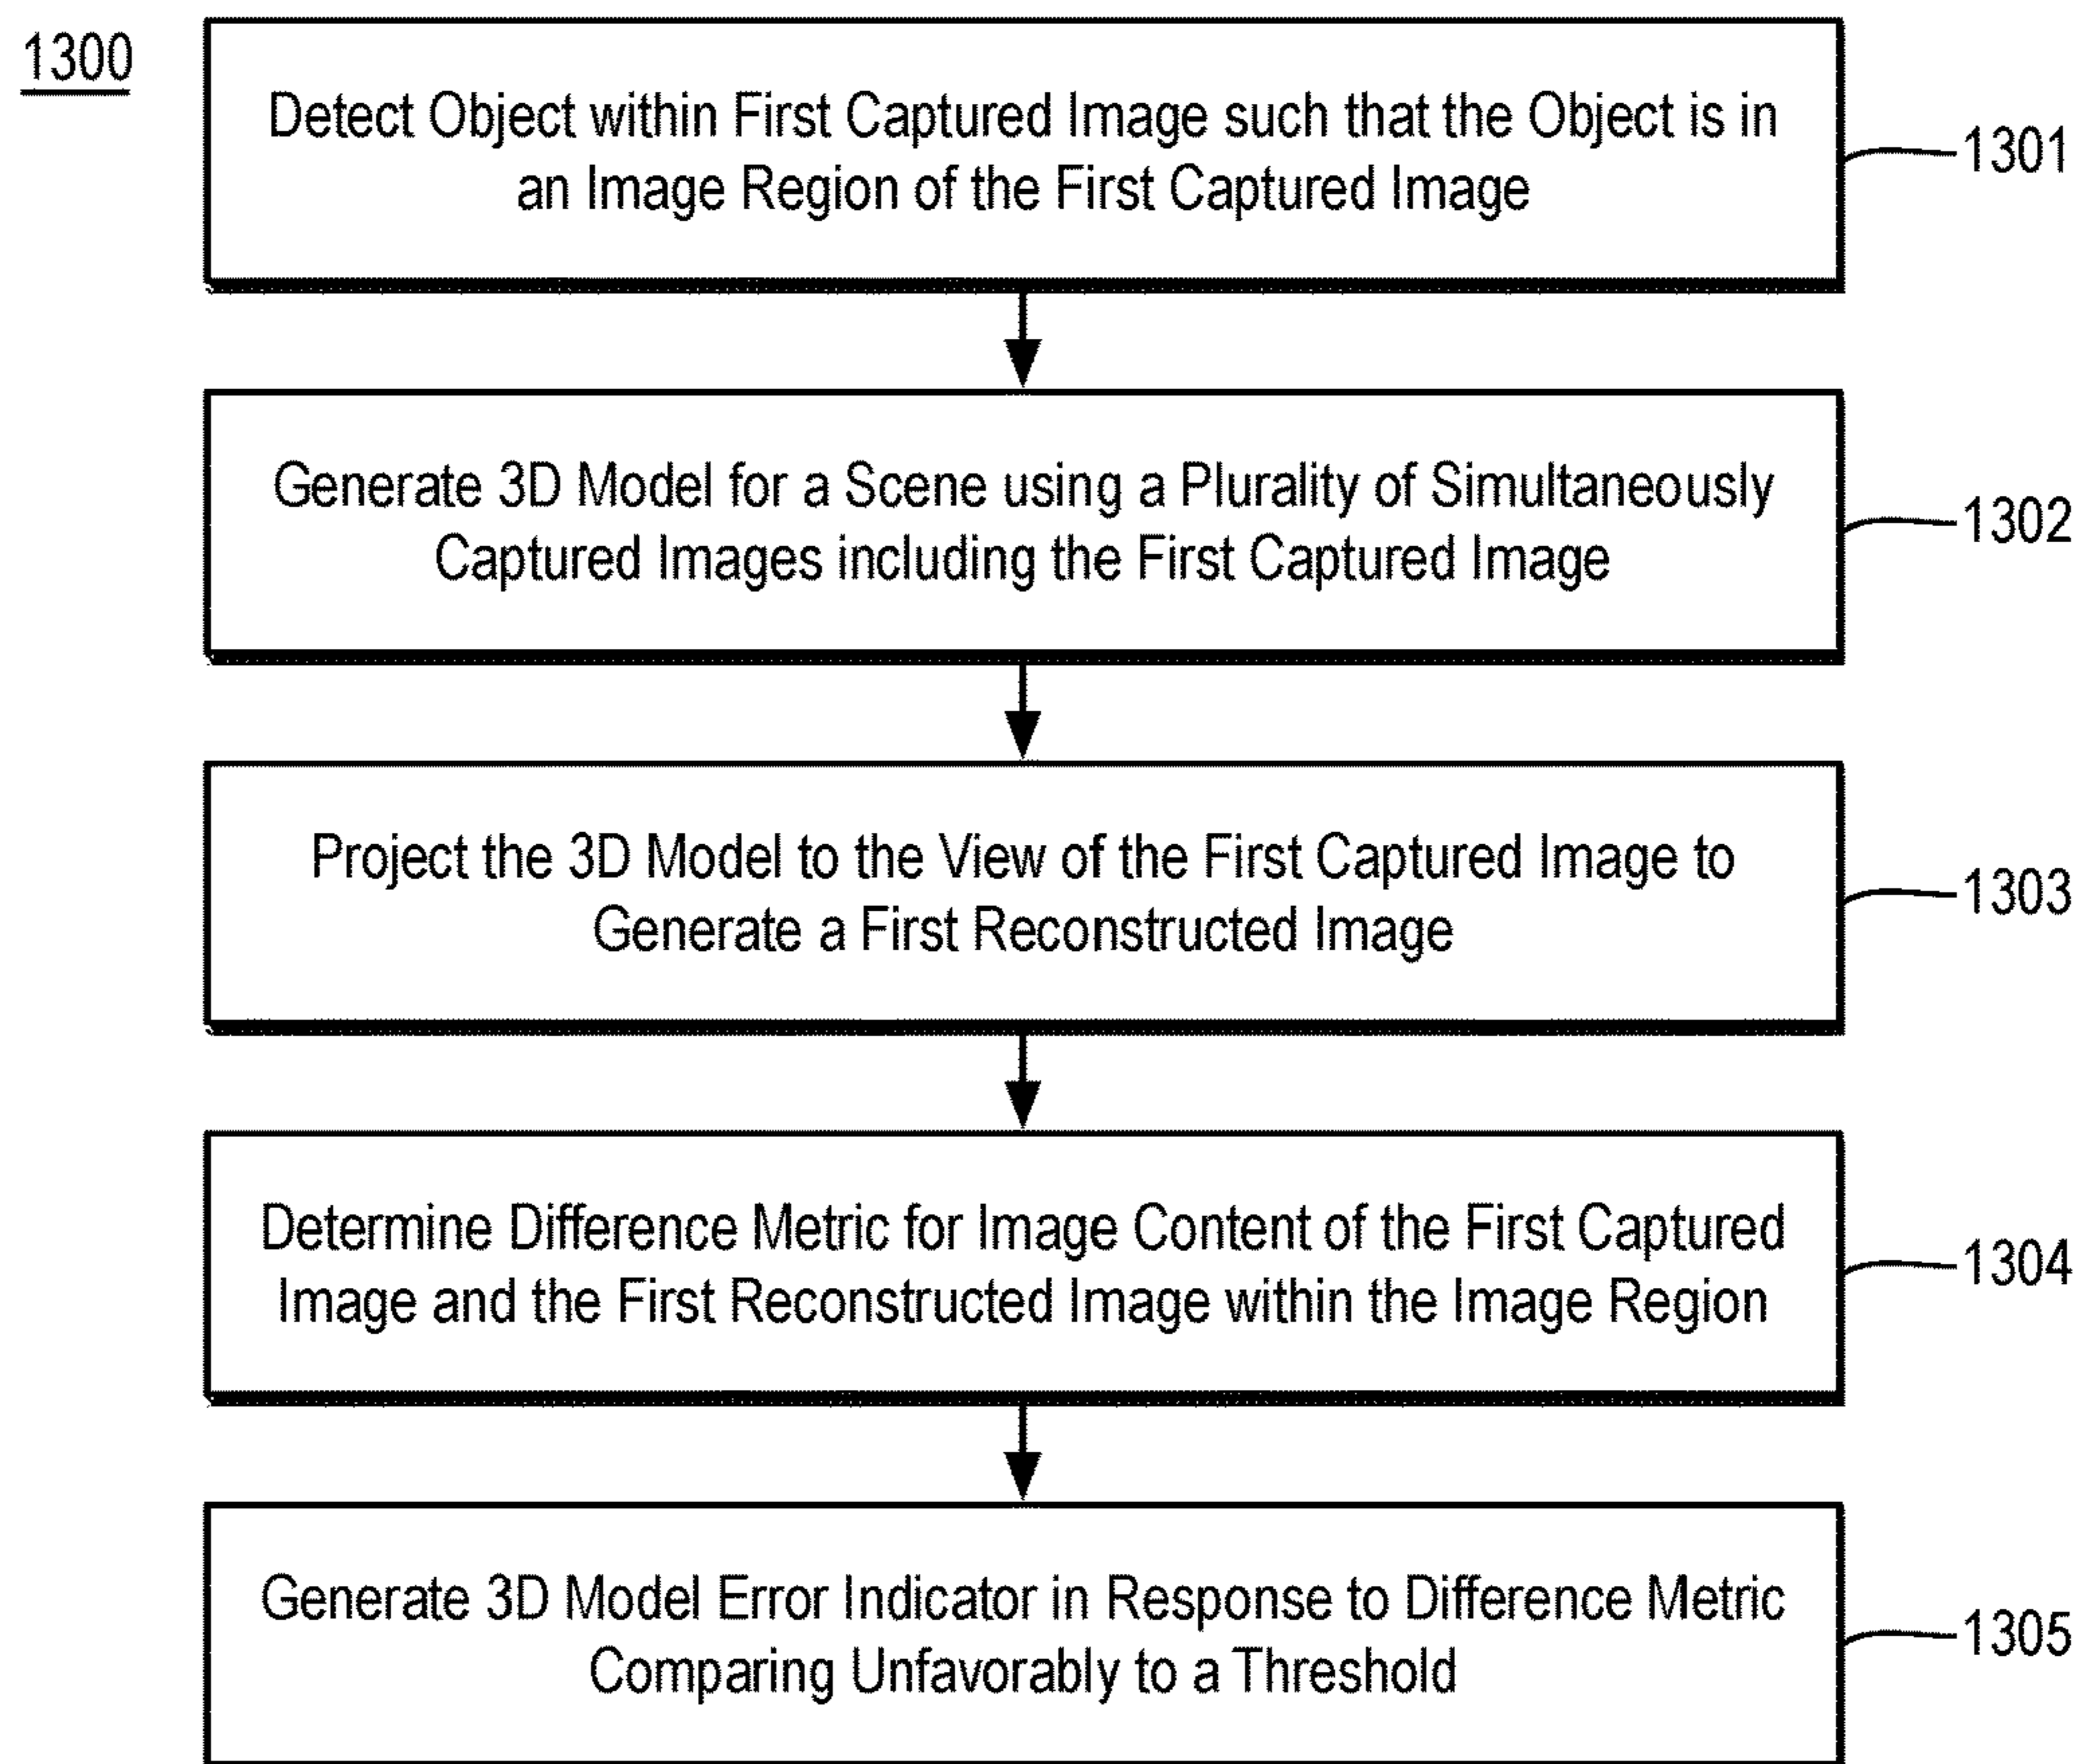 1300
Detect Object within First Captured Image such that the Object is in
an Image Region of the First Captured Image
1301
Generate 3D Model for a Scene using a Plurality of Simultaneously
Captured Images including the First Captured Image
1302
Project the 3D Model to the View of the First Captured Image to
Generate a First Reconstructed Image
1303
Determine Difference Metric for Image Content of the First Captured
Image and the First Reconstructed Image within the Image Region
1304
Generate 3D Model Error Indicator in Response to Difference Metric
Comparing Unfavorably to a Threshold
1305